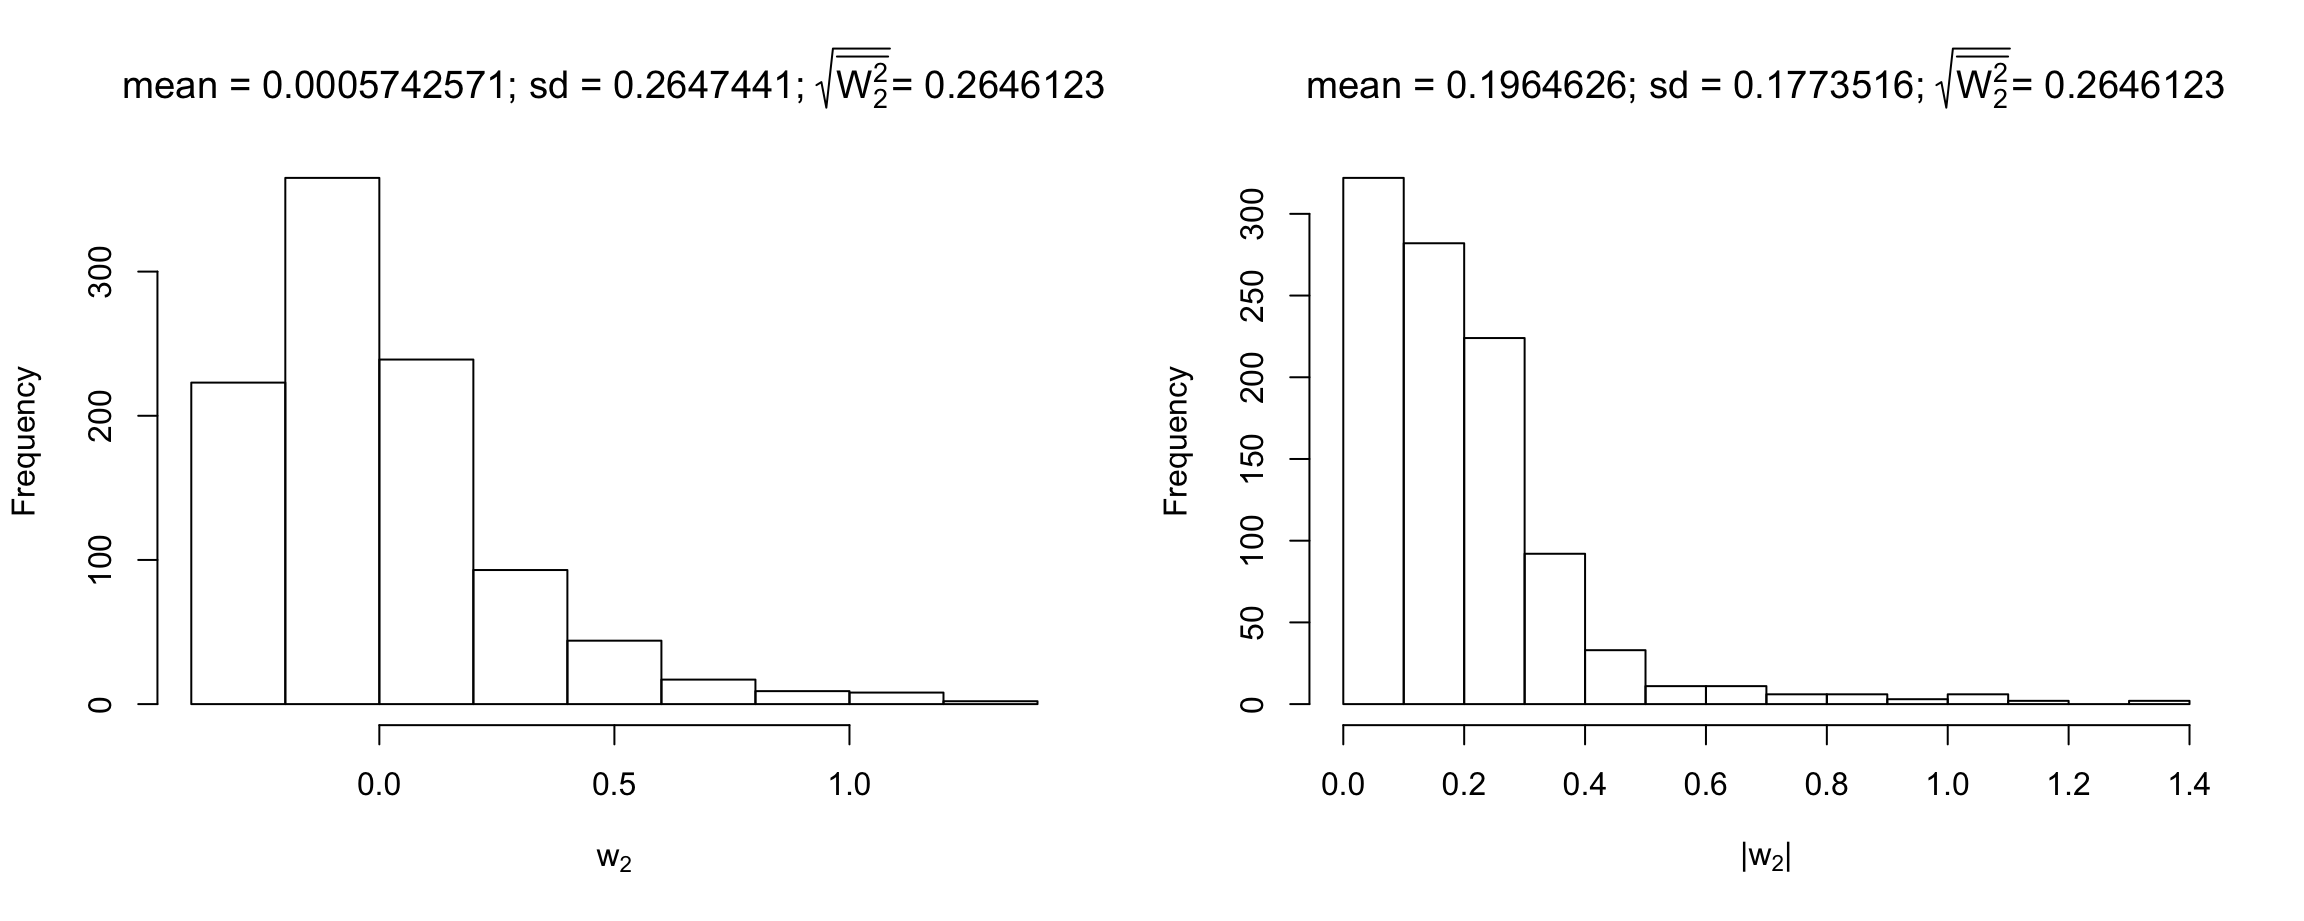 mean = 0.0005742571; sd = 0.2647441; √W₂²= 0.2646123
Frequency
300
200
100
0
0.0 0.5 1.0
w₂
mean = 0.1964626; sd = 0.1773516; √W₂²= 0.2646123
Frequency
300
250
200
150
100
50
0
0.0 0.2 0.4 0.6 0.8 1.0 1.2 1.4
|w₂|